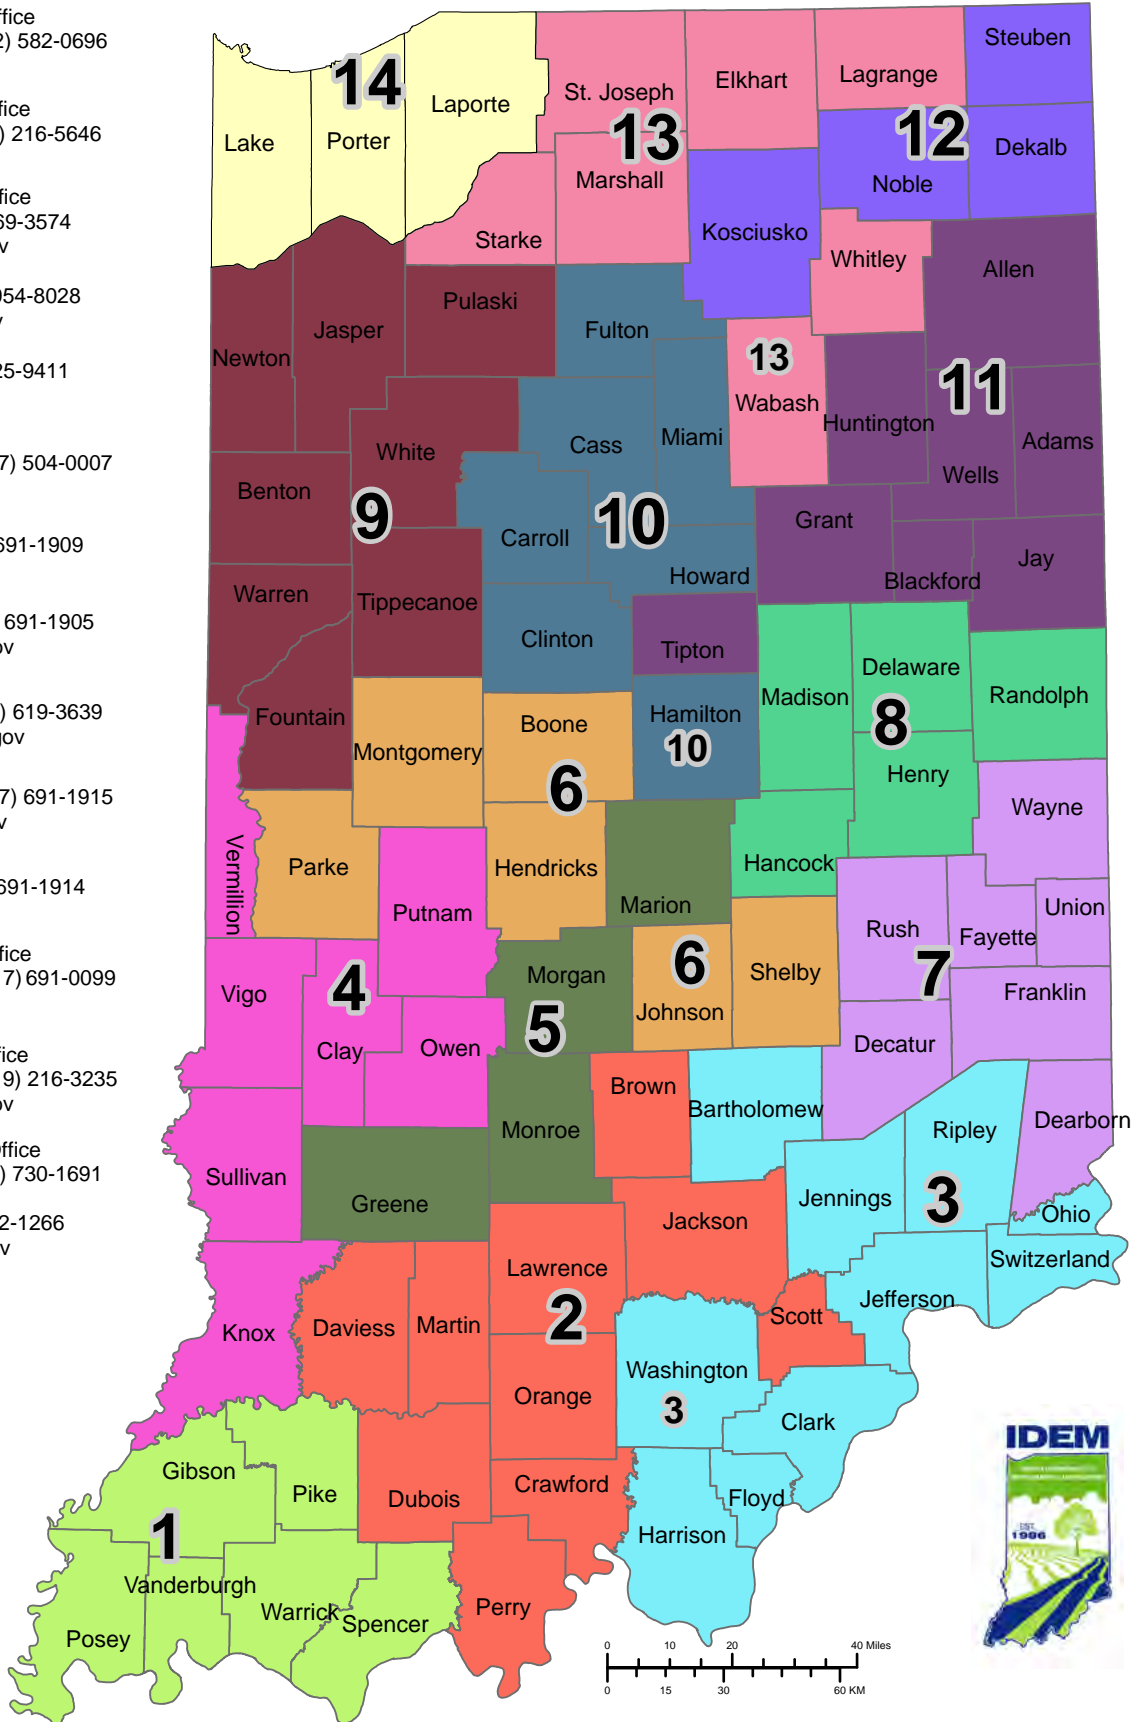 ffice
2) 582-0696
ffice
) 216-5646
fice
69-3574
v
954-8028
v
25-9411
7) 504-0007
691-1909
691-1905
ov
) 619-3639
gov
7) 691-1915
v
691-1914
ffice
17) 691-0099
fice
19) 216-3235
ov
Office
) 730-1691
2-1266
v
Steuben
Lagrange
Elkhart
St. Joseph
Laporte
14
Porter
Lake
13
12
Dekalb
Marshall
Noble
Kosciusko
Starke
Whitley
Allen
Pulaski
Fulton
Jasper
Newton
13
Wabash
11
Huntington
Adams
Miami
Cass
White
Wells
Benton
9
10
Grant
Carroll
Howard
Blackford
Jay
Warren
Tippecanoe
Clinton
Tipton
Delaware
Madison
Randolph
Fountain
Boone
Hamilton
10
8
Montgomery
6
Henry
Wayne
Vermillion
Parke
Hendricks
Hancock
Marion
Putnam
Rush
Union
Fayette
7
Franklin
Vigo
4
Morgan
6
Johnson
Shelby
5
Clay
Owen
Decatur
Brown
Bartholomew
Monroe
Ripley
Dearborn
Sullivan
Greene
Jackson
Jennings
3
Ohio
Switzerland
Lawrence
2
Jefferson
Scott
Knox
Daviess
Martin
Washington
3
Orange
Clark
Gibson
Pike
Dubois
Crawford
Floyd
Harrison
1
Vanderburgh
Warrick
Spencer
Perry
Posey
IDEM
EST.
1986
0 10 20 40 Miles
0 15 30 60 KM